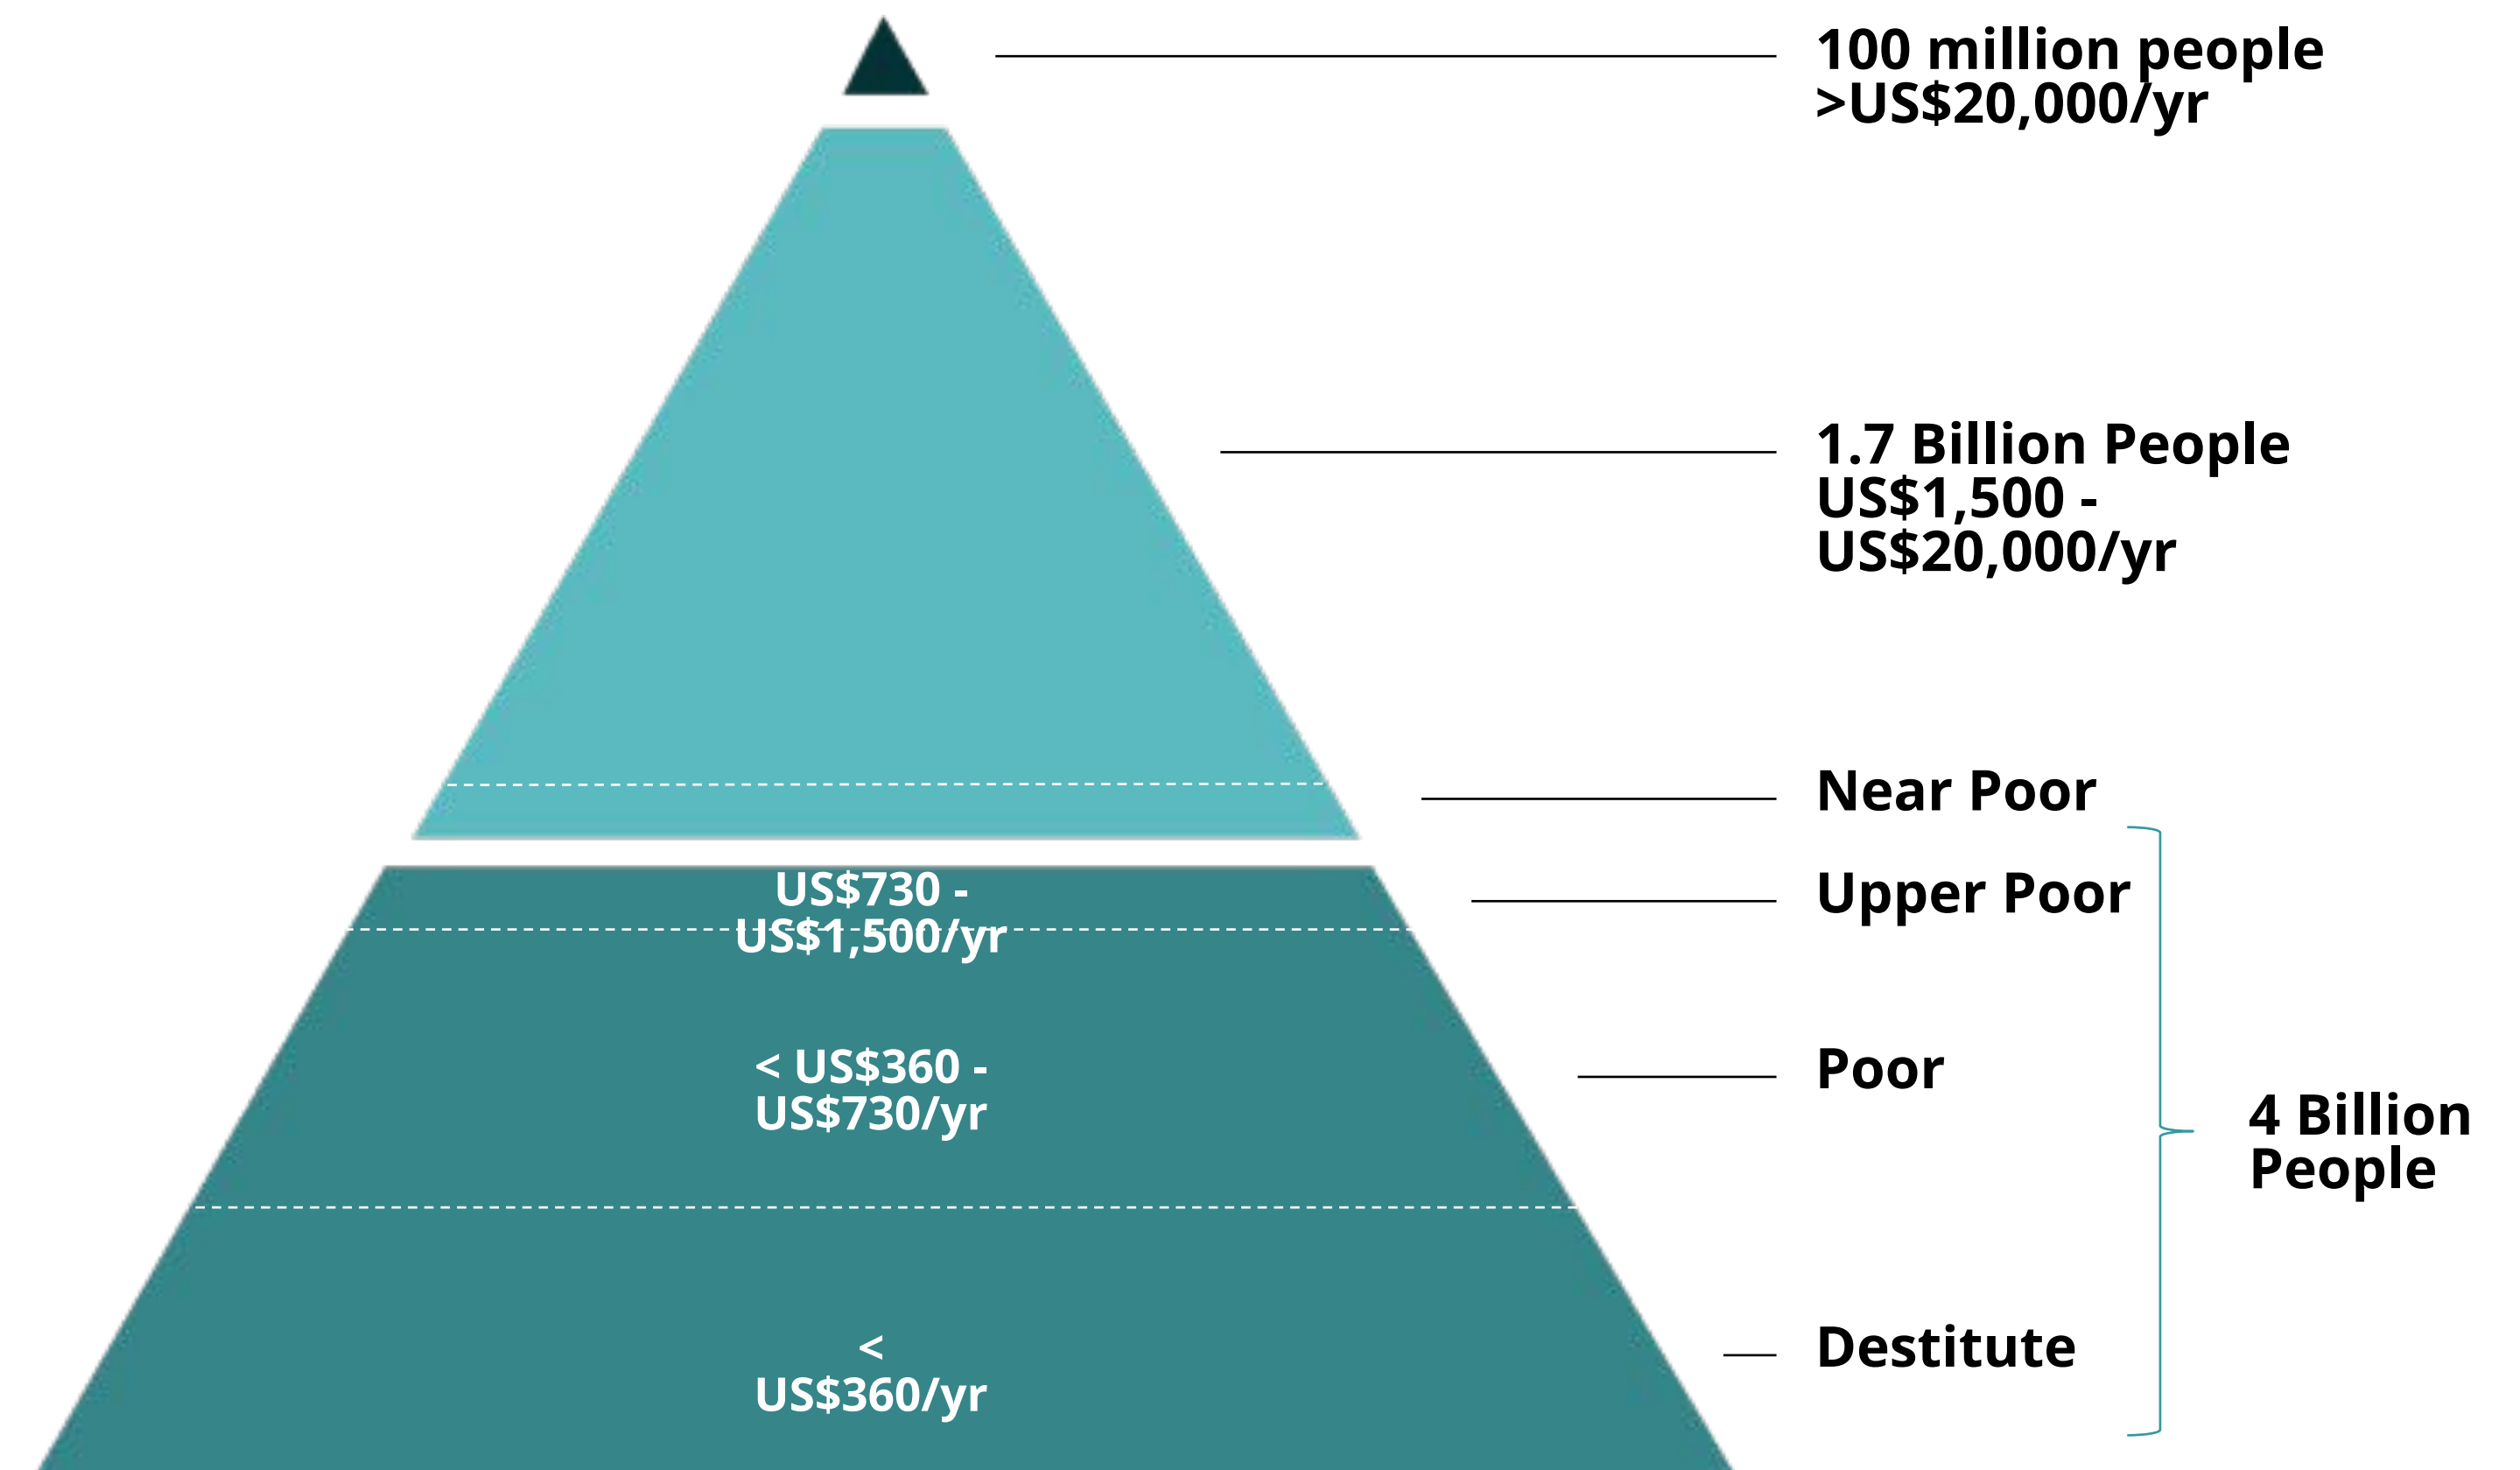 100 million people
>US$20,000/yr
1.7 Billion People
US$1,500 -
US$20,000/yr
Near Poor
US$730 -
US$1,500/yr
Upper Poor
< US$360 -
US$730/yr
Poor
4 Billion
People
<
US$360/yr
Destitute